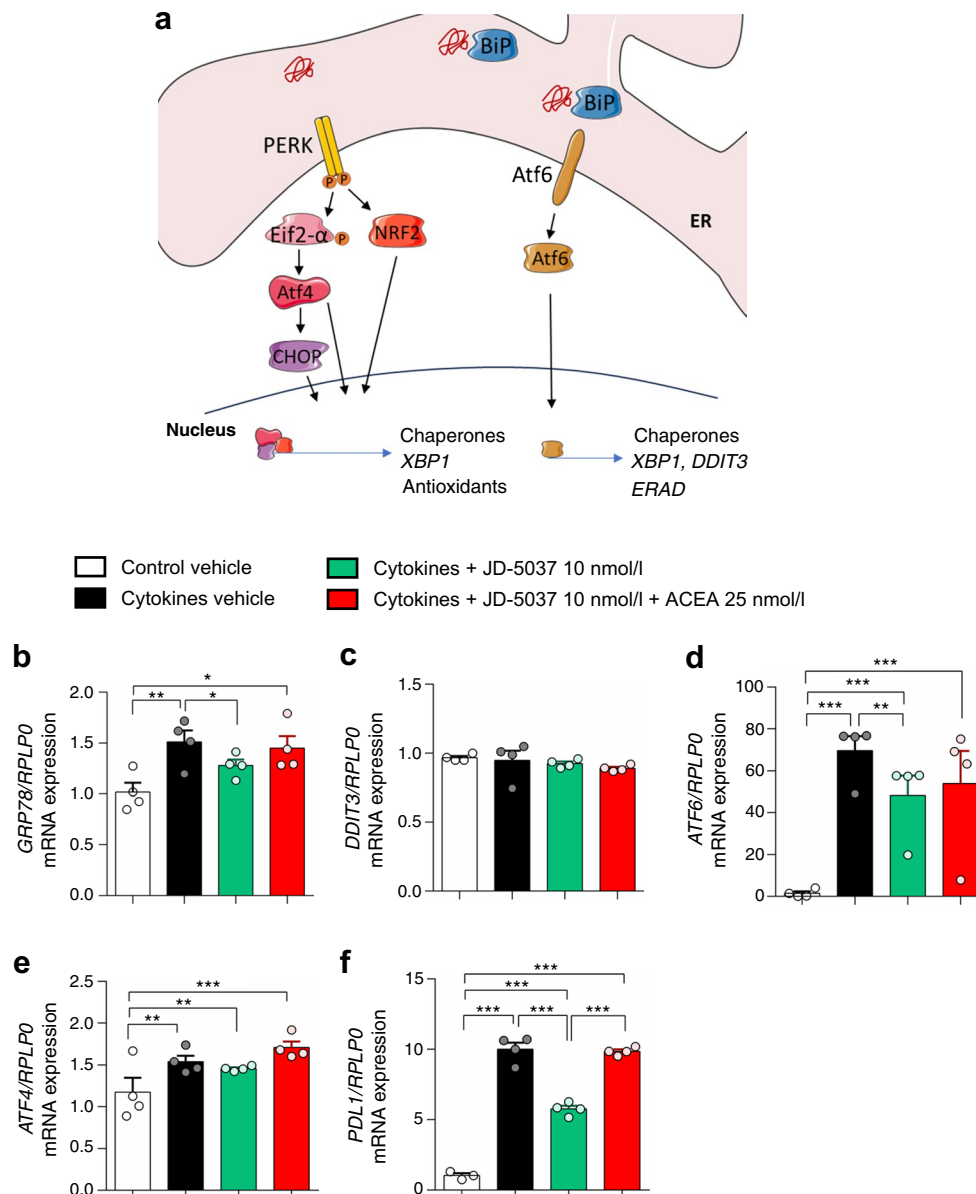 a
BiP
BiP
PERK
P P
Atf6
ER
Eif2-α P
NRF2
Atf6
Atf4
CHOP
Nucleus
Chaperones
XBP1
Antioxidants
Chaperones
XBP1, DDIT3
ERAD
Control vehicle
Cytokines vehicle
Cytokines + JD-5037 10 nmol/l
Cytokines + JD-5037 10 nmol/l + ACEA 25 nmol/l
b
GRP78/RPLP0
mRNA expression
2.0
1.5
1.0
0.5
0.0
*
**
*
c
DDIT3/RPLP0
mRNA expression
1.5
1.0
0.5
0.0
d
ATF6/RPLP0
mRNA expression
100
80
60
40
20
0
***
***
***
**
e
ATF4/RPLP0
mRNA expression
2.5
2.0
1.5
1.0
0.5
0.0
***
**
**
f
PDL1/RPLP0
mRNA expression
15
10
5
0
***
***
***
***
***